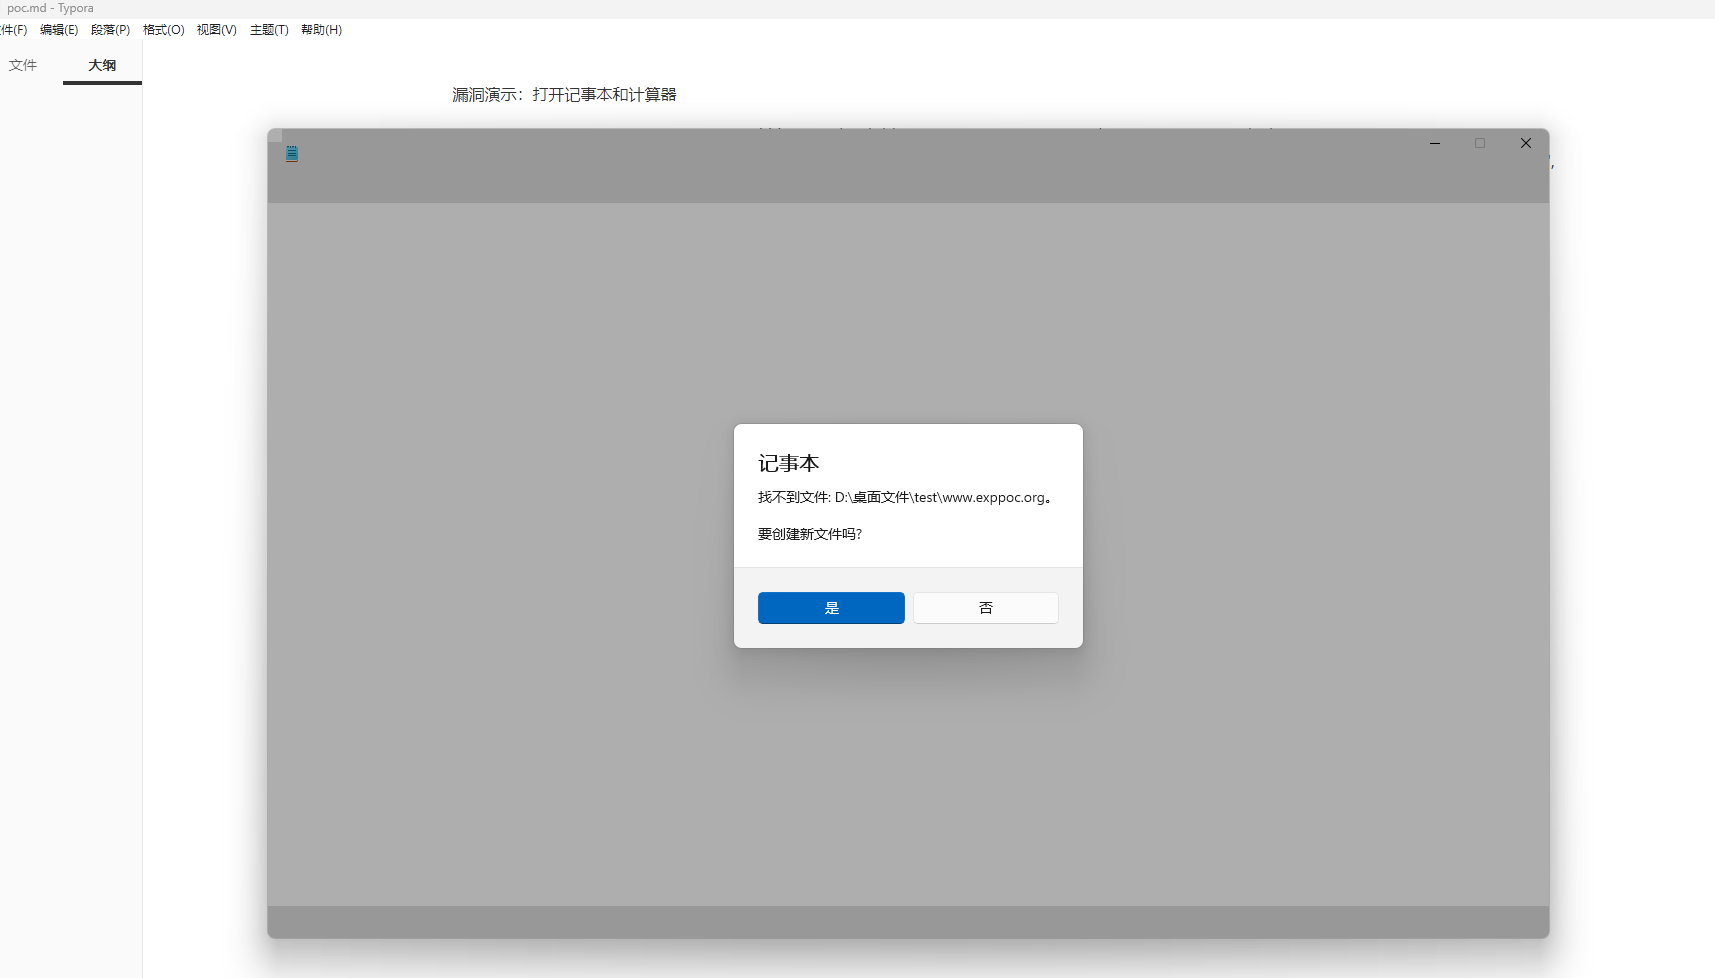 poc.md - Typora
件(F) 编辑(E) 段落(P) 格式(O) 视图(V) 主题(T) 帮助(H)
文件 大纲
漏洞演示：打开记事本和计算器
记事本
找不到文件: D:\桌面文件\test\www.exppoc.org。
要创建新文件吗?
是 否